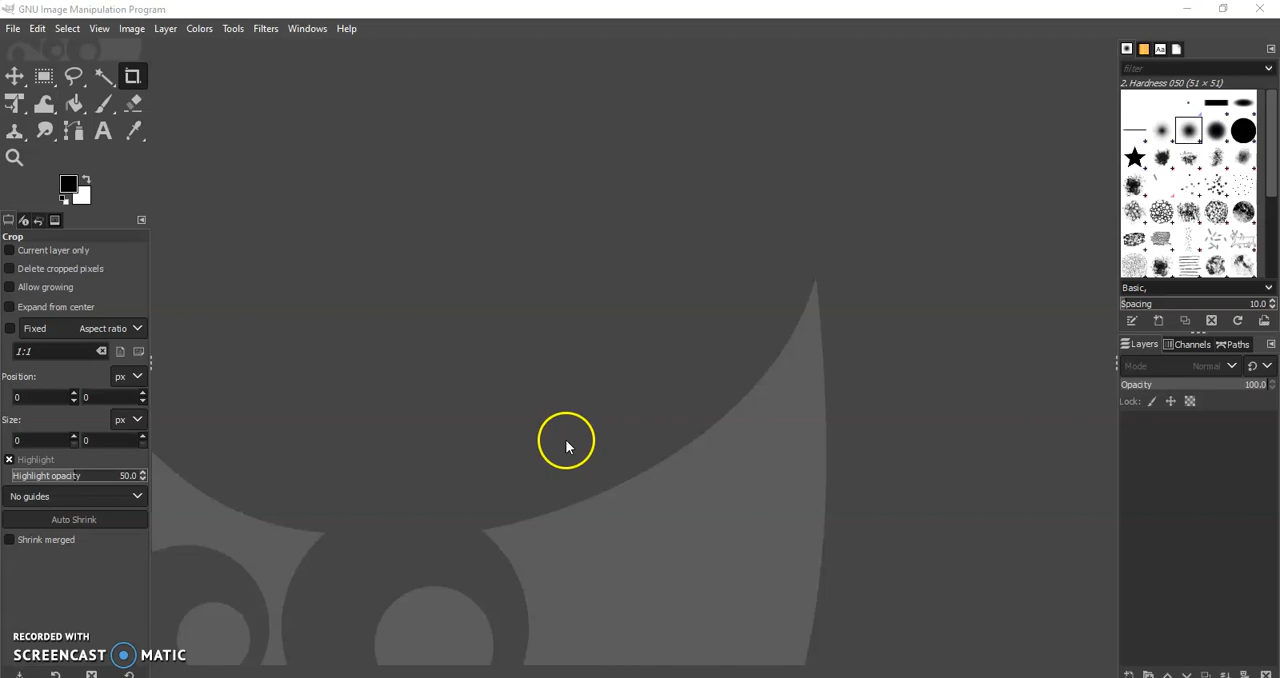 GNU Image Manipulation Program
File Edit Select View Image Layer Colors Tools Filters Windows Help
filter
2. Hardness 050 (51 × 51)
Basic,
Spacing 10.0
Layers Channels Paths
Mode Normal
Opacity 100.0
Lock:
Crop
Current layer only
Delete cropped pixels
Allow growing
Expand from center
Fixed Aspect ratio
1:1
Position: px
0 0
Size: px
0 0
Highlight
Highlight opacity 50.0
No guides
Auto Shrink
Shrink merged
RECORDED WITH
SCREENCAST MATIC